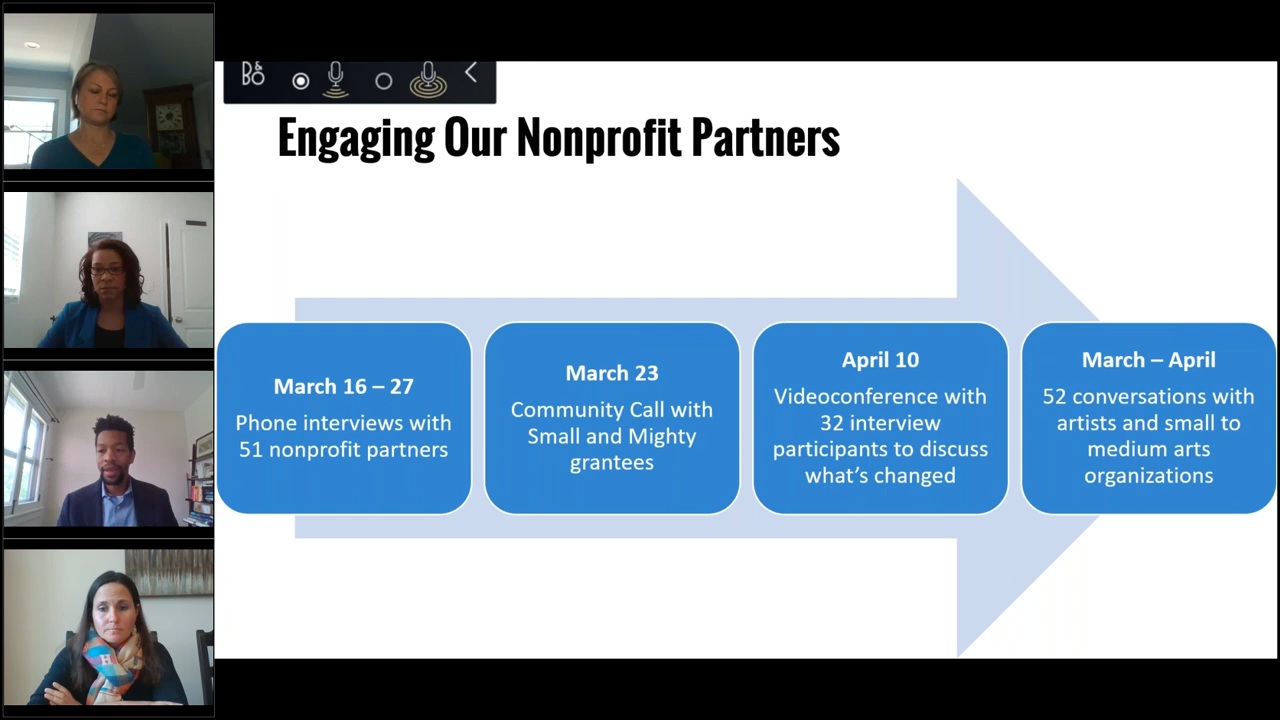 B&BO
Engaging Our Nonprofit Partners
March 16 – 27
Phone interviews with
51 nonprofit partners
March 23
Community Call with
Small and Mighty
grantees
April 10
Videoconference with
32 interview
participants to discuss
what's changed
March – April
52 conversations with
artists and small to
medium arts
organizations
H